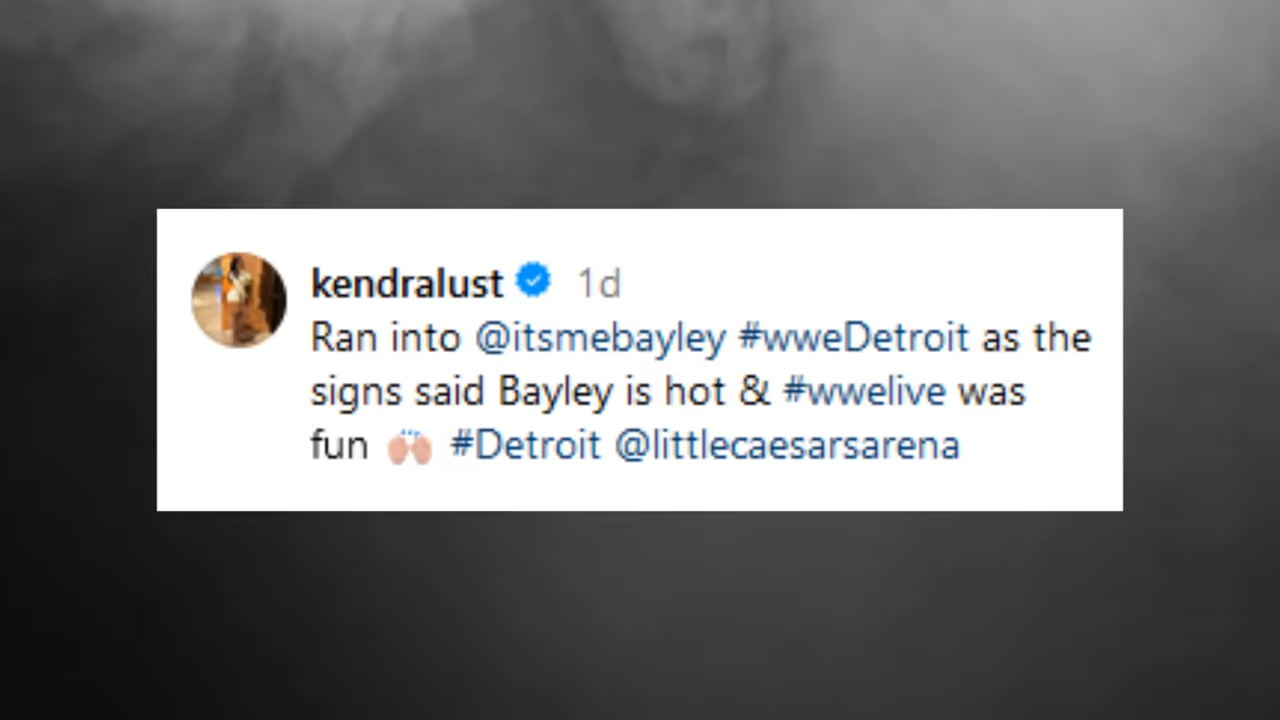 kendralust 1d
Ran into @itsmebayley #wweDetroit as the
signs said Bayley is hot & #wwelive was
fun 🙌🏻 #Detroit @littlecaesarsarena